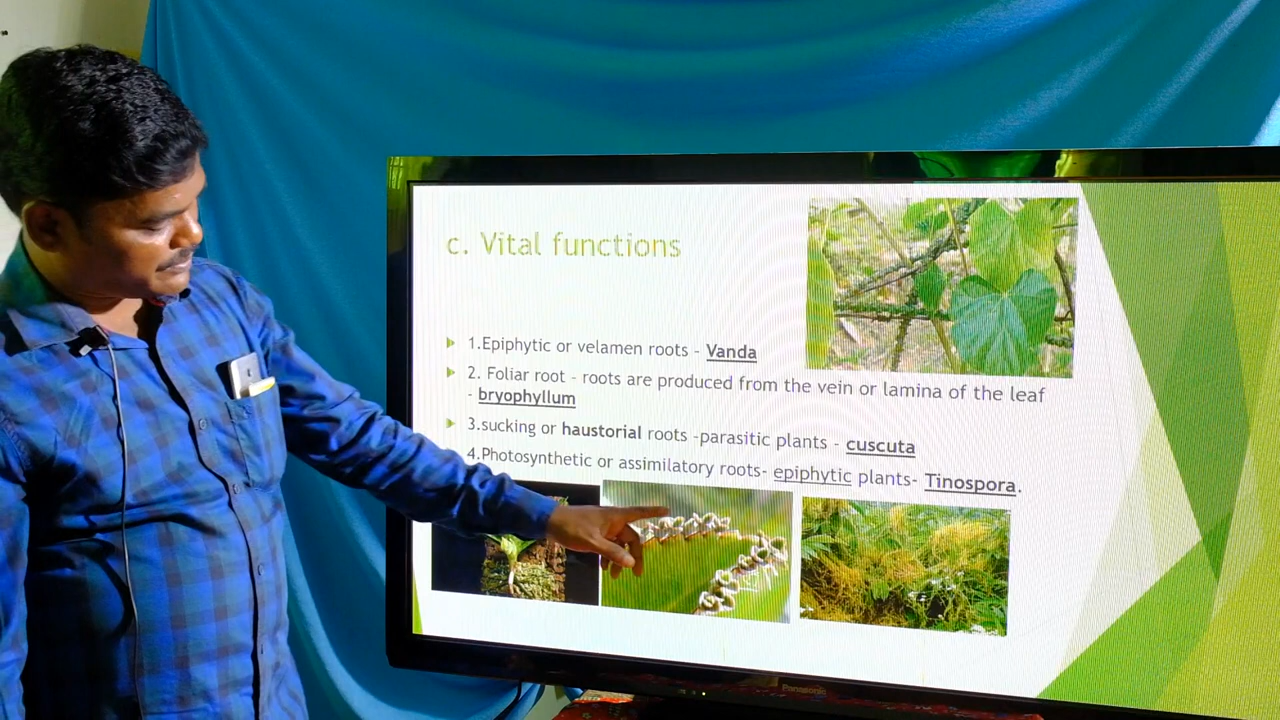 c. Vital functions
1.Epiphytic or velamen roots - Vanda
2. Foliar root - roots are produced from the vein or lamina of the leaf
- bryophyllum
3.sucking or haustorial roots -parasitic plants - cuscuta
4.Photosynthetic or assimilatory roots- epiphytic plants- Tinospora.
Panasonic